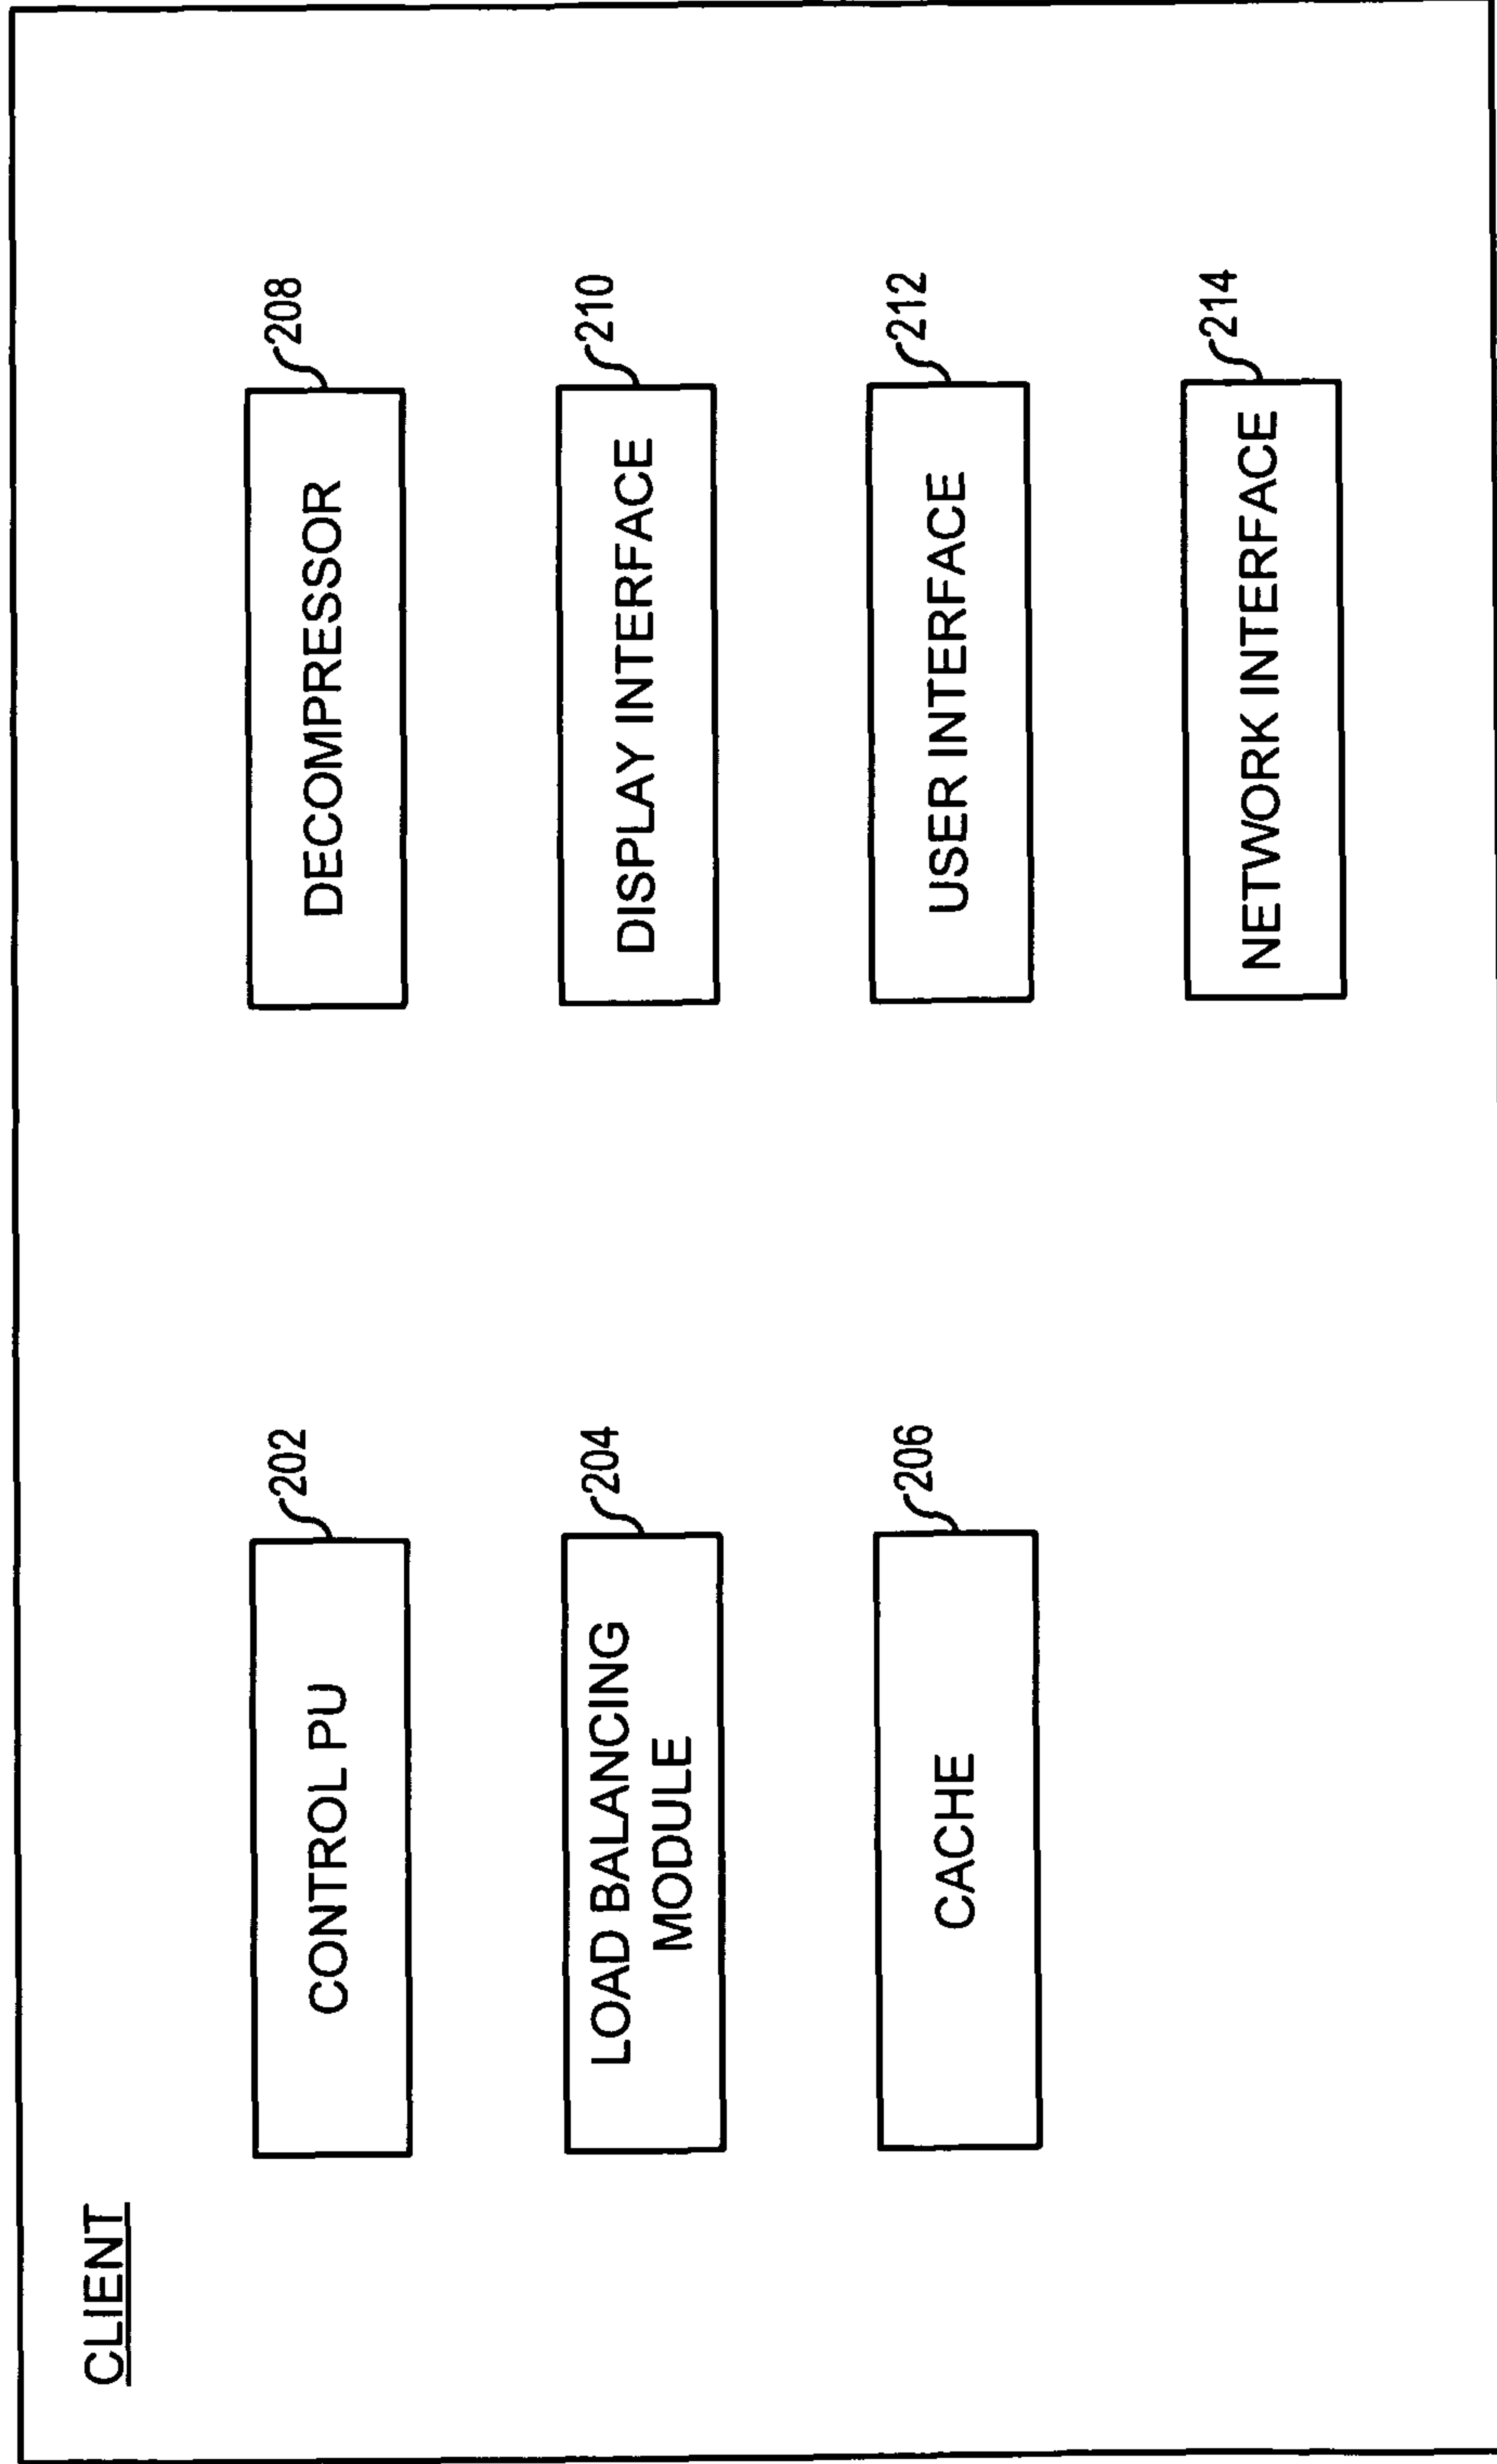 CLIENT
CONTROL PU
202
LOAD BALANCING
MODULE
204
CACHE
206
DECOMPRESSOR
208
DISPLAY INTERFACE
210
USER INTERFACE
212
NETWORK INTERFACE
214